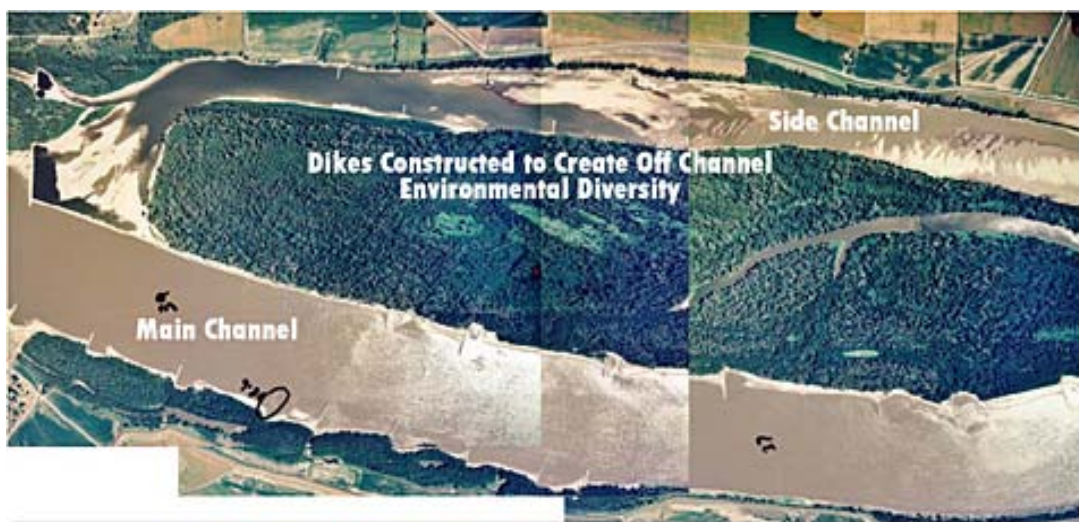 Side Channel
Dikes Constructed to Create Off Channel
Environmental Diversity
Main Channel